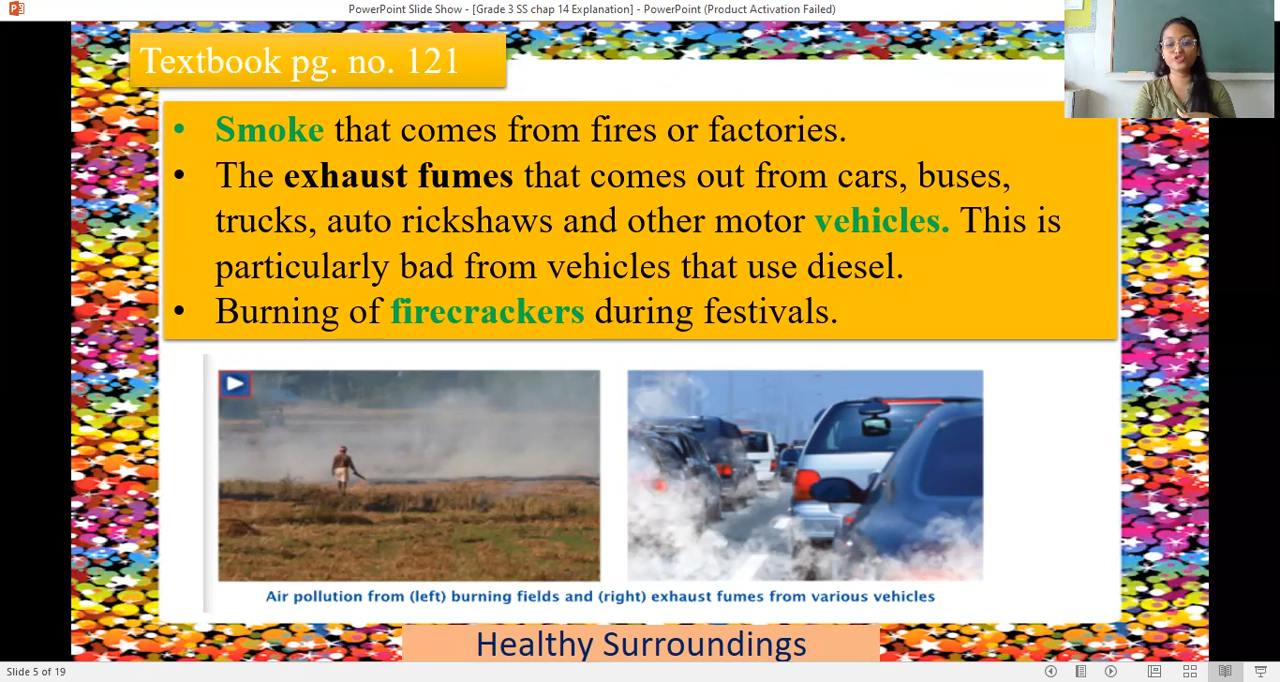 PowerPoint Slide Show - [Grade 3 SS chap 14 Explanation] - PowerPoint (Product Activation Failed)
Textbook pg. no. 121
• Smoke that comes from fires or factories.
• The exhaust fumes that comes out from cars, buses,
trucks, auto rickshaws and other motor vehicles. This is
particularly bad from vehicles that use diesel.
• Burning of firecrackers during festivals.
Air pollution from (left) burning fields and (right) exhaust fumes from various vehicles
Healthy Surroundings
Slide 5 of 19